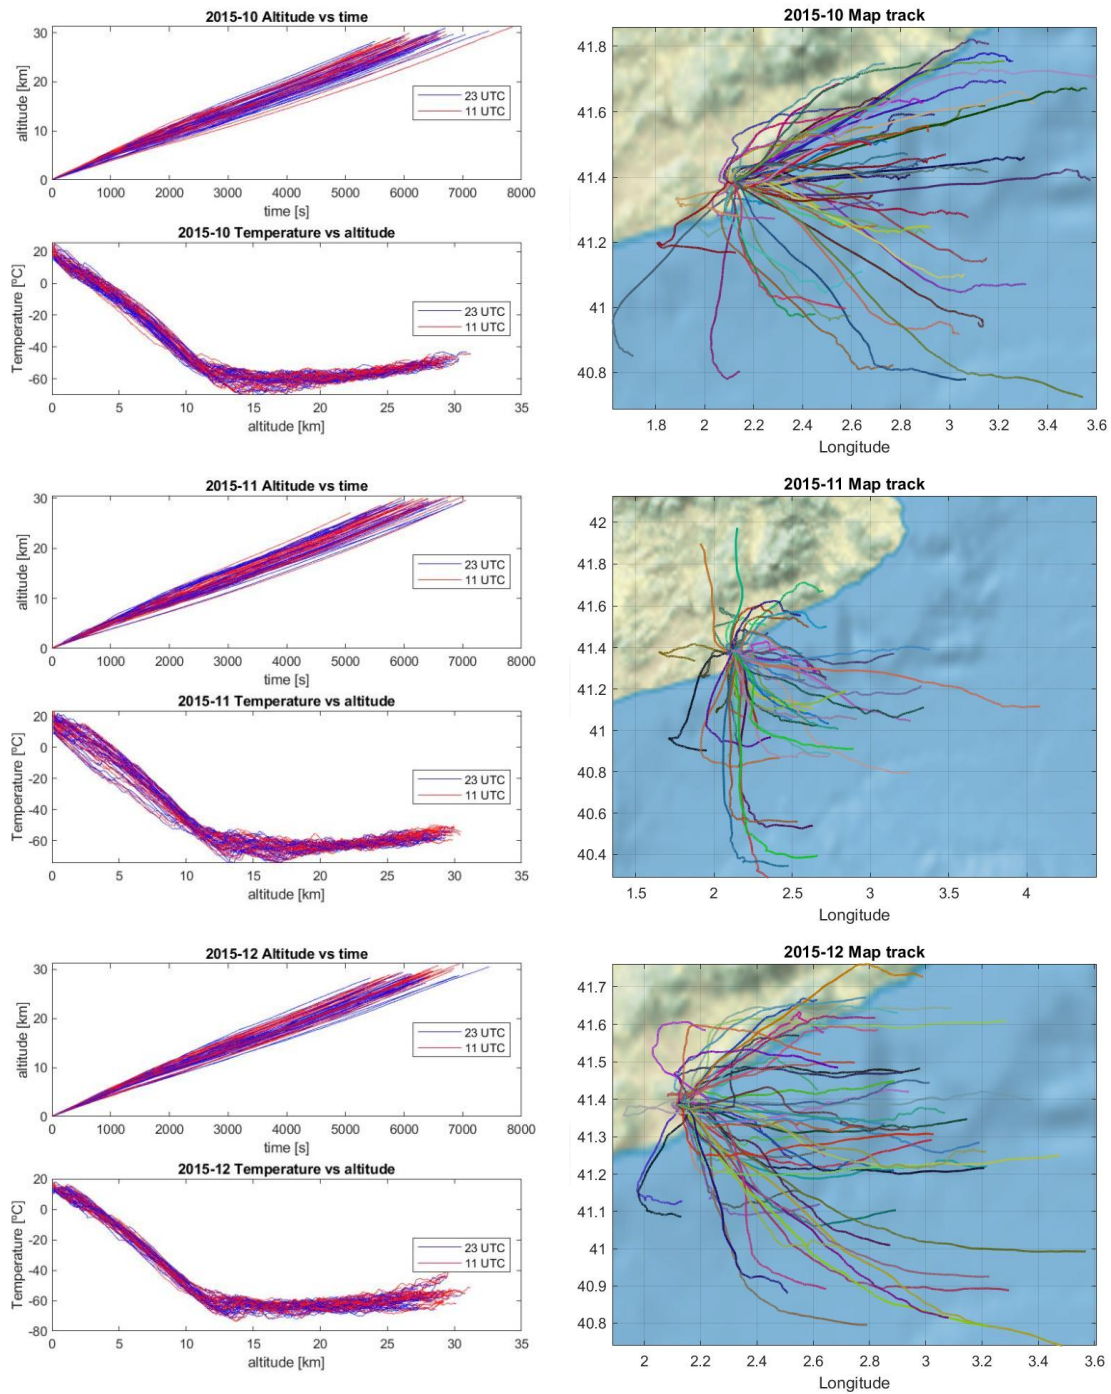 2015-10 Altitude vs time
altitude [km]
30
20
10
0
23 UTC
11 UTC
0 1000 2000 3000 4000 5000 6000 7000 8000
time [s]
2015-10 Temperature vs altitude
Temperature [ºC]
20
0
-20
-40
-60
23 UTC
11 UTC
0 5 10 15 20 25 30 35
altitude [km]
2015-10 Map track
41.8
41.6
41.4
41.2
41
40.8
1.8 2 2.2 2.4 2.6 2.8 3 3.2 3.4 3.6
Longitude
2015-11 Altitude vs time
altitude [km]
30
20
10
0
23 UTC
11 UTC
0 1000 2000 3000 4000 5000 6000 7000 8000
time [s]
2015-11 Temperature vs altitude
Temperature [ºC]
20
0
-20
-40
-60
23 UTC
11 UTC
0 5 10 15 20 25 30 35
altitude [km]
2015-11 Map track
42
41.8
41.6
41.4
41.2
41
40.8
40.6
40.4
1.5 2 2.5 3 3.5 4
Longitude
2015-12 Altitude vs time
altitude [km]
30
20
10
0
23 UTC
11 UTC
0 1000 2000 3000 4000 5000 6000 7000 8000
time [s]
2015-12 Temperature vs altitude
Temperature [ºC]
20
0
-20
-40
-60
-80
23 UTC
11 UTC
0 5 10 15 20 25 30 35
altitude [km]
2015-12 Map track
41.7
41.6
41.5
41.4
41.3
41.2
41.1
41
40.9
40.8
2 2.2 2.4 2.6 2.8 3 3.2 3.4 3.6
Longitude